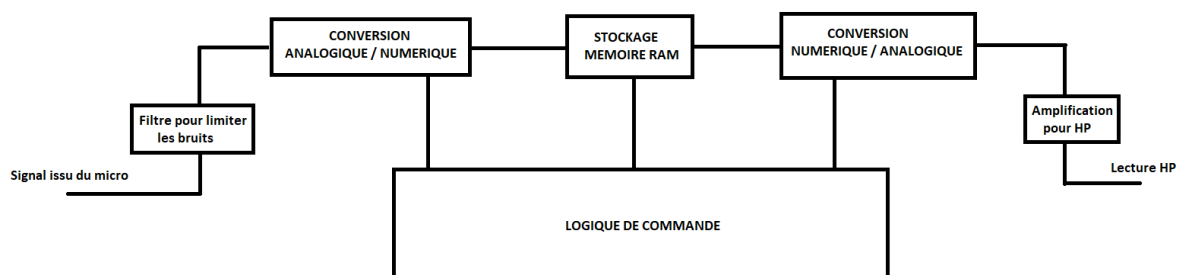 CONVERSION
ANALOGIQUE / NUMERIQUE
STOCKAGE
MEMOIRE RAM
CONVERSION
NUMERIQUE / ANALOGIQUE
Filtre pour limiter
les bruits
Amplification
pour HP
Signal issu du micro
Lecture HP
LOGIQUE DE COMMANDE